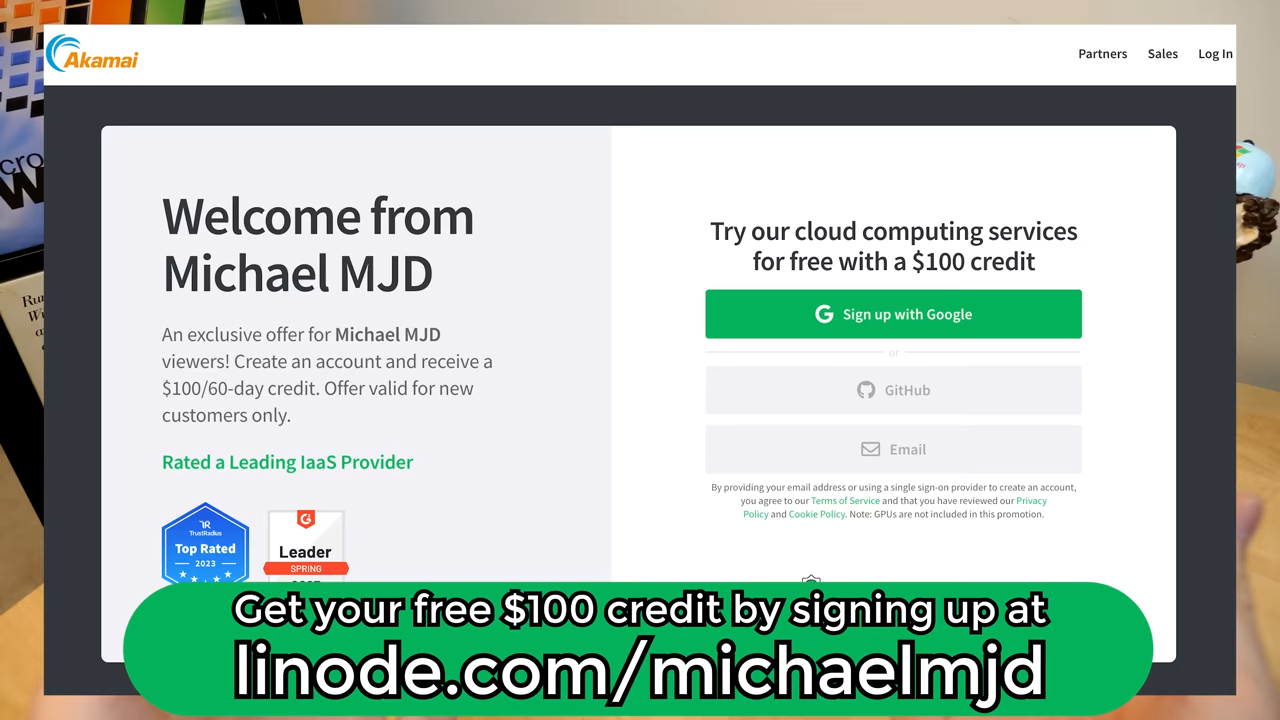 Akamai
Partners
Sales
Log In
Welcome from
Michael MJD
An exclusive offer for Michael MJD
viewers! Create an account and receive a
$100/60-day credit. Offer valid for new
customers only.
Rated a Leading IaaS Provider
TR
TrustRadius
Top Rated
2023
G2
Leader
SPRING
Try our cloud computing services
for free with a $100 credit
G Sign up with Google
or
GitHub
Email
By providing your email address or using a single sign-on provider to create an account,
you agree to our Terms of Service and that you have reviewed our Privacy
Policy and Cookie Policy. Note: GPUs are not included in this promotion.
Get your free $100 credit by signing up at
linode.com/michaelmjd